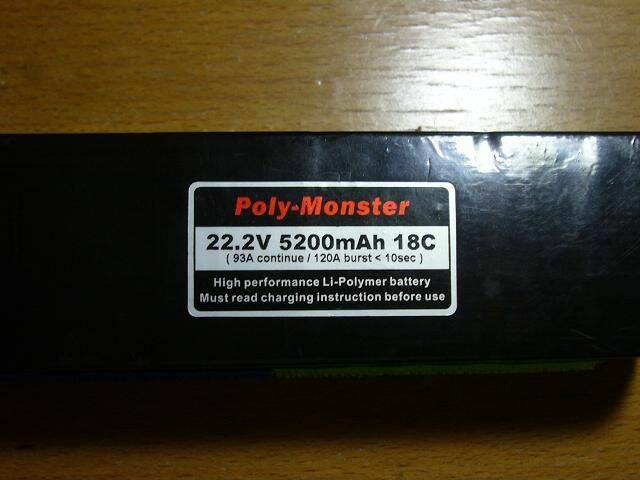 Poly-Monster
22.2V 5200mAh 18C
( 93A continue / 120A burst < 10sec )
High performance Li-Polymer battery
Must read charging instruction before use